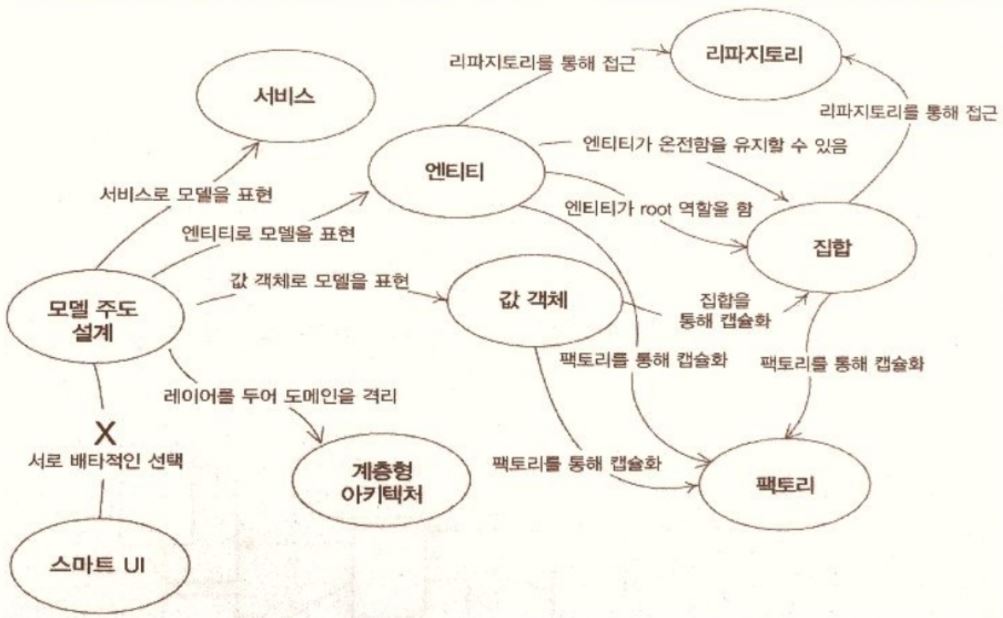 리파지토리를 통해 접근
리파지토리
서비스
리파지토리를 통해 접근
엔티티가 온전함을 유지할 수 있음
엔티티
서비스로 모델을 표현
엔티티가 root 역할을 함
엔티티로 모델을 표현
집합
값 객체로 모델을 표현
값 객체
집합을
통해 캡슐화
모델 주도
설계
팩토리를 통해 캡슐화
팩토리를 통해 캡슐화
레이어를 두어 도메인을 격리
X
서로 배타적인 선택
팩토리를 통해 캡슐화
계층형
아키텍처
팩토리
스마트 UI